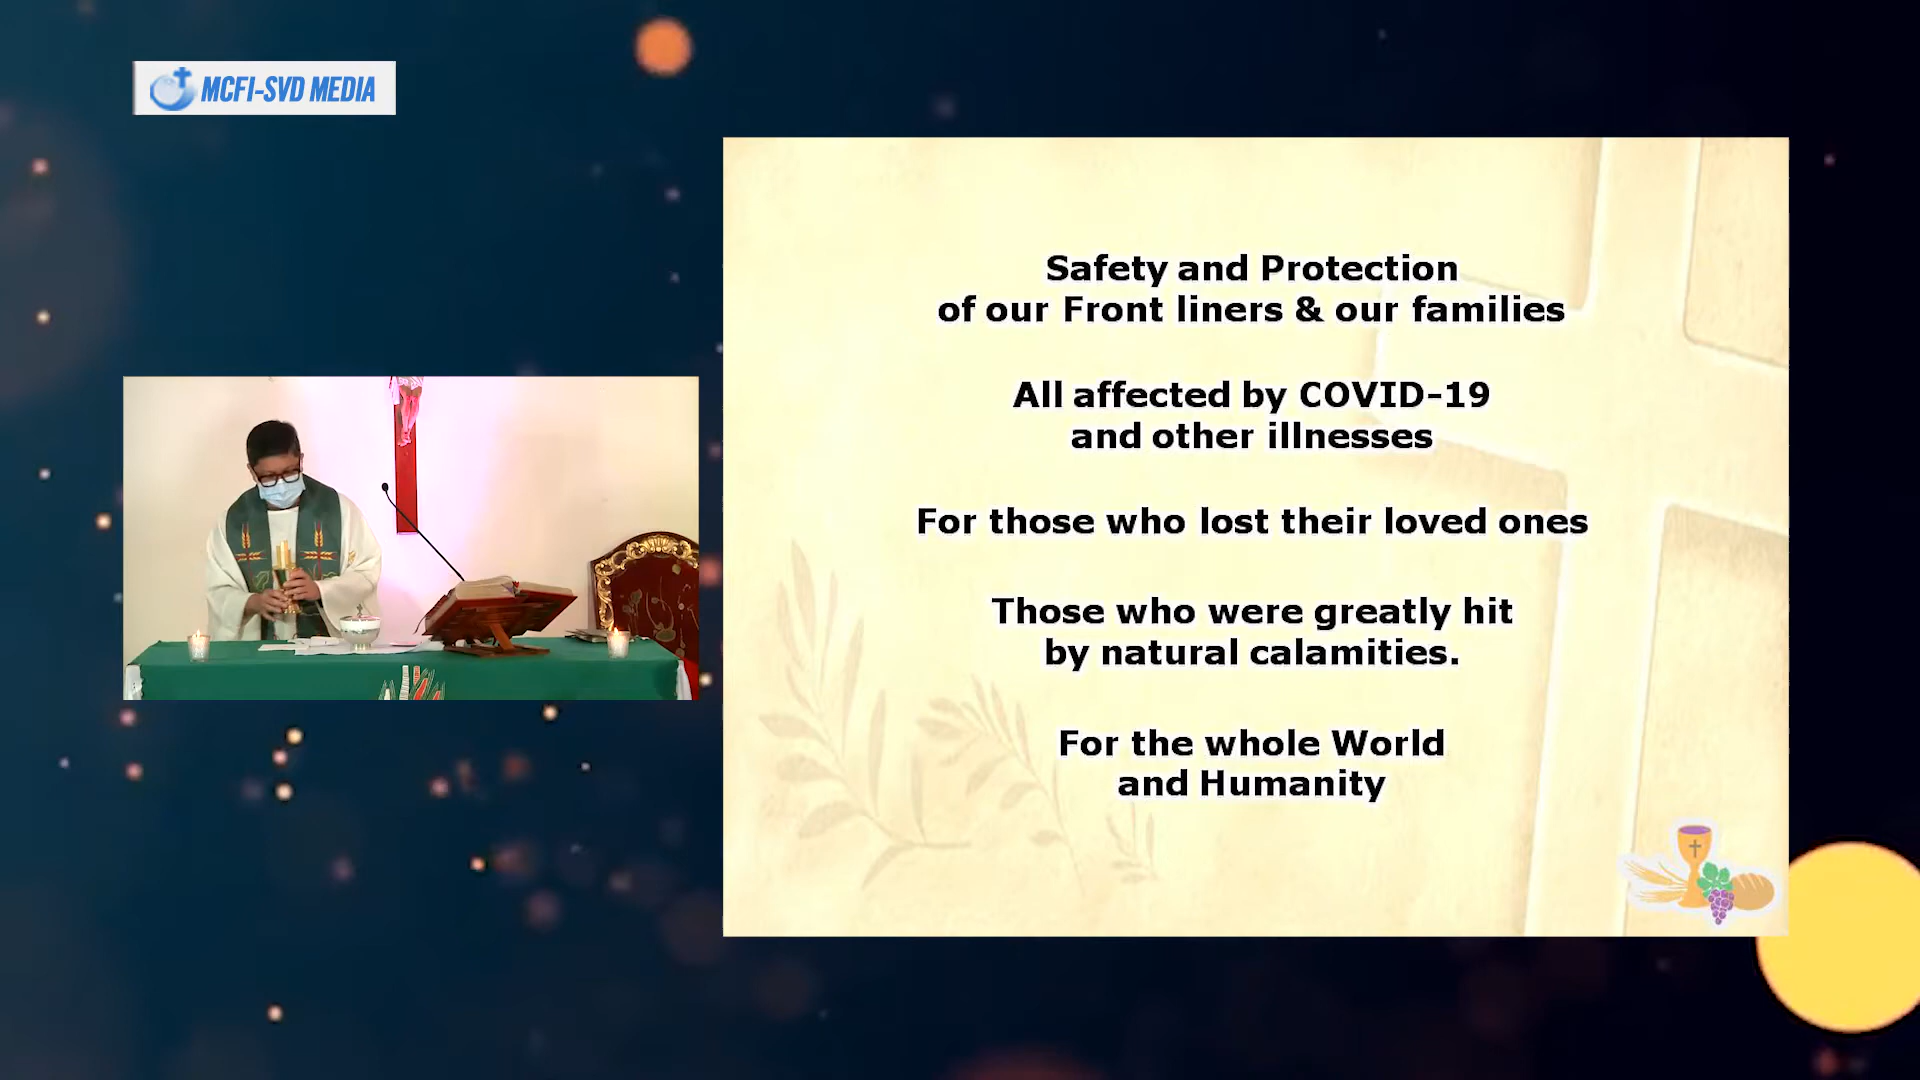 MCFI-SVD MEDIA
Safety and Protection
of our Front liners & our families
All affected by COVID-19
and other illnesses
For those who lost their loved ones
Those who were greatly hit
by natural calamities.
For the whole World
and Humanity